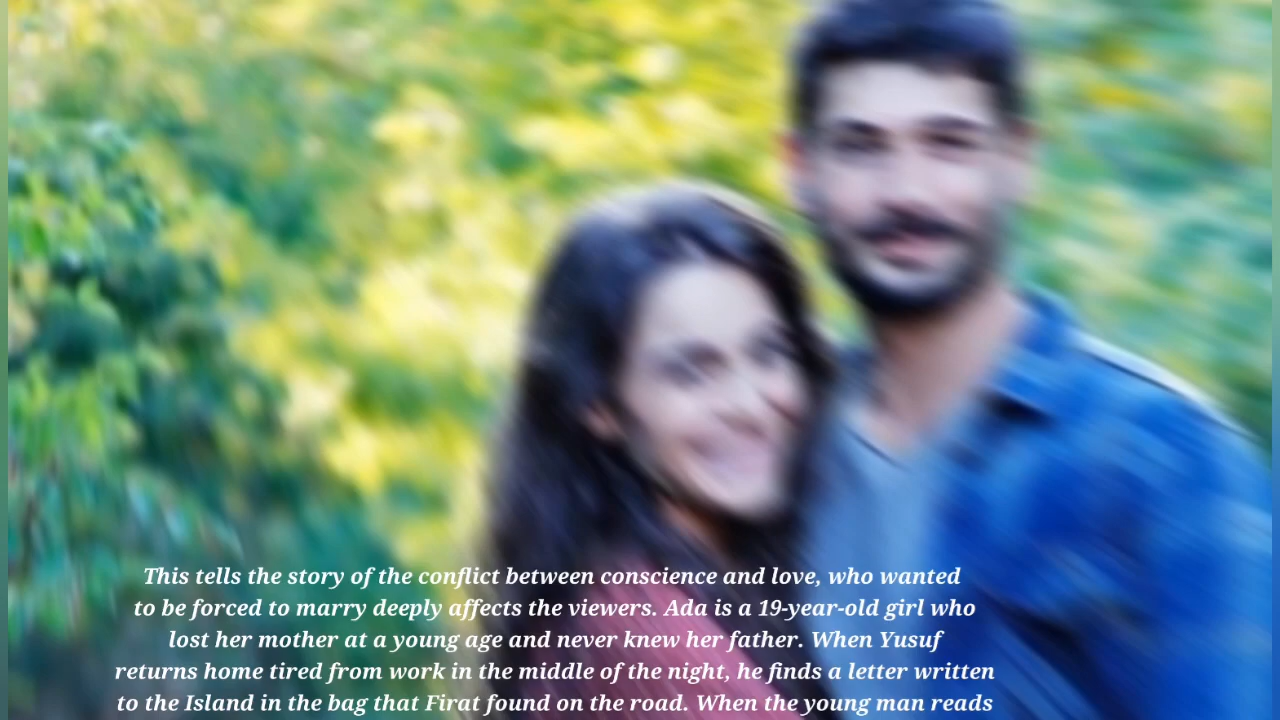 This tells the story of the conflict between conscience and love, who wanted
to be forced to marry deeply affects the viewers. Ada is a 19-year-old girl who
lost her mother at a young age and never knew her father. When Yusuf
returns home tired from work in the middle of the night, he finds a letter written
to the Island in the bag that Firat found on the road. When the young man reads